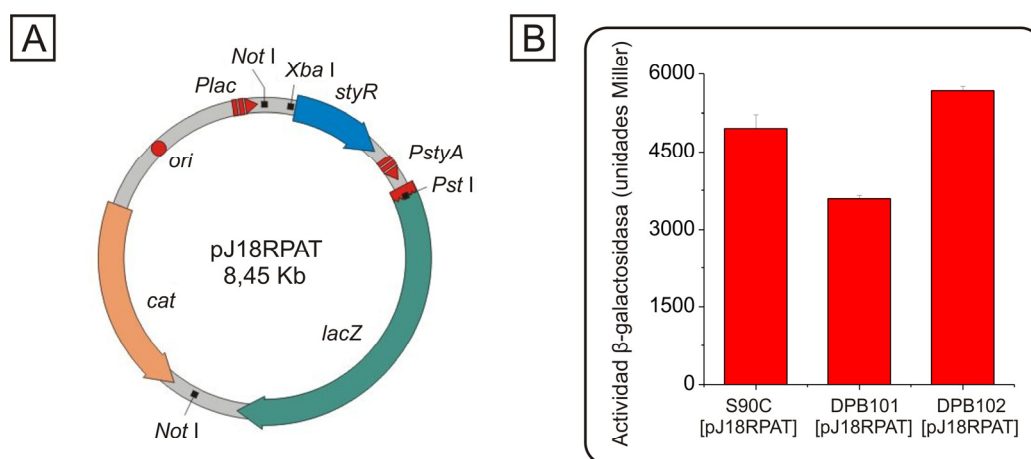 A
Not I
Xba I
Plac
styR
PstyA
ori
Pst I
pJ18RPAT
8,45 Kb
cat
lacZ
Not I
B
Actividad β-galactosidasa (unidades Miller)
6000
4500
3000
1500
0
S90C
[pJ18RPAT]
DPB101
[pJ18RPAT]
DPB102
[pJ18RPAT]